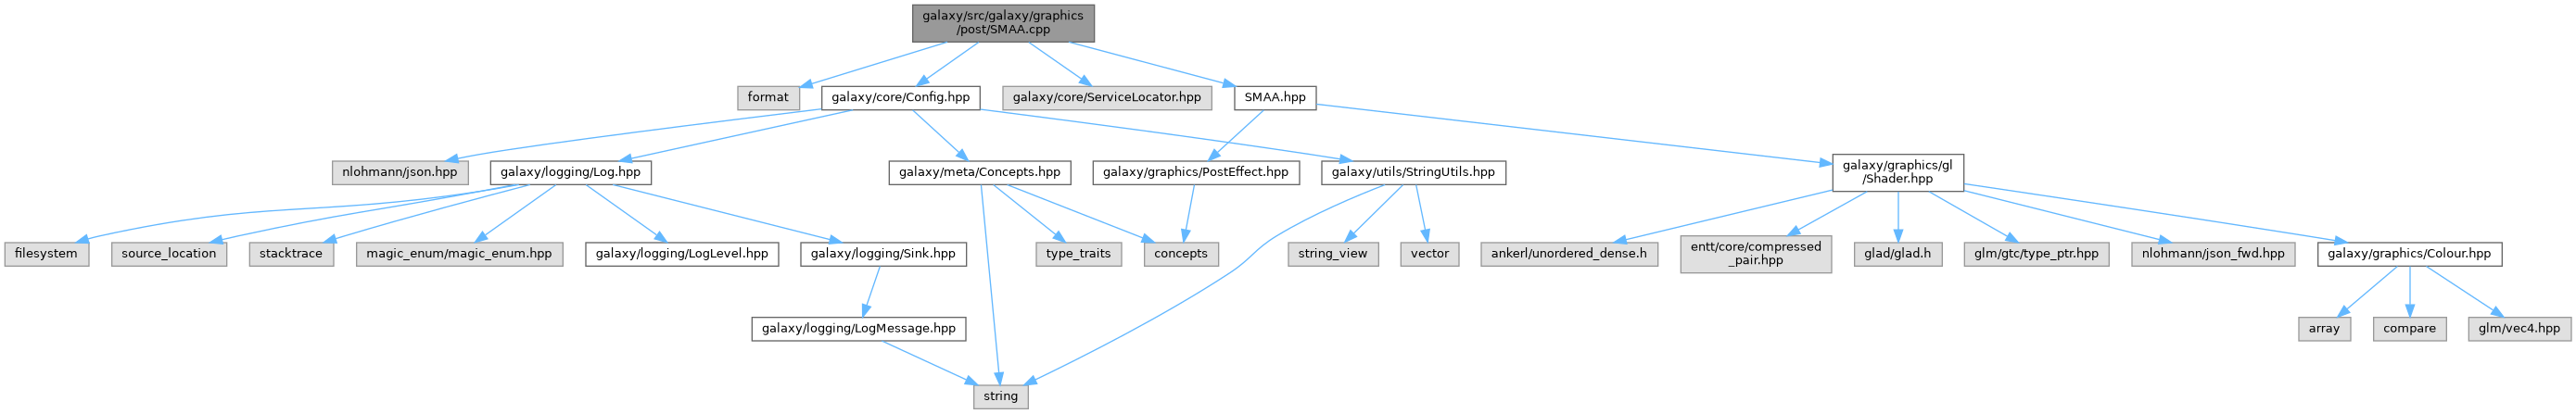 galaxy/src/galaxy/graphics
/post/SMAA.cpp
format
galaxy/core/Config.hpp
galaxy/core/ServiceLocator.hpp
SMAA.hpp
nlohmann/json.hpp
galaxy/logging/Log.hpp
galaxy/meta/Concepts.hpp
galaxy/graphics/PostEffect.hpp
galaxy/utils/StringUtils.hpp
galaxy/graphics/gl
/Shader.hpp
filesystem
source_location
stacktrace
magic_enum/magic_enum.hpp
galaxy/logging/LogLevel.hpp
galaxy/logging/Sink.hpp
type_traits
concepts
string_view
vector
ankerl/unordered_dense.h
entt/core/compressed
_pair.hpp
glad/glad.h
glm/gtc/type_ptr.hpp
nlohmann/json_fwd.hpp
galaxy/graphics/Colour.hpp
galaxy/logging/LogMessage.hpp
array
compare
glm/vec4.hpp
string